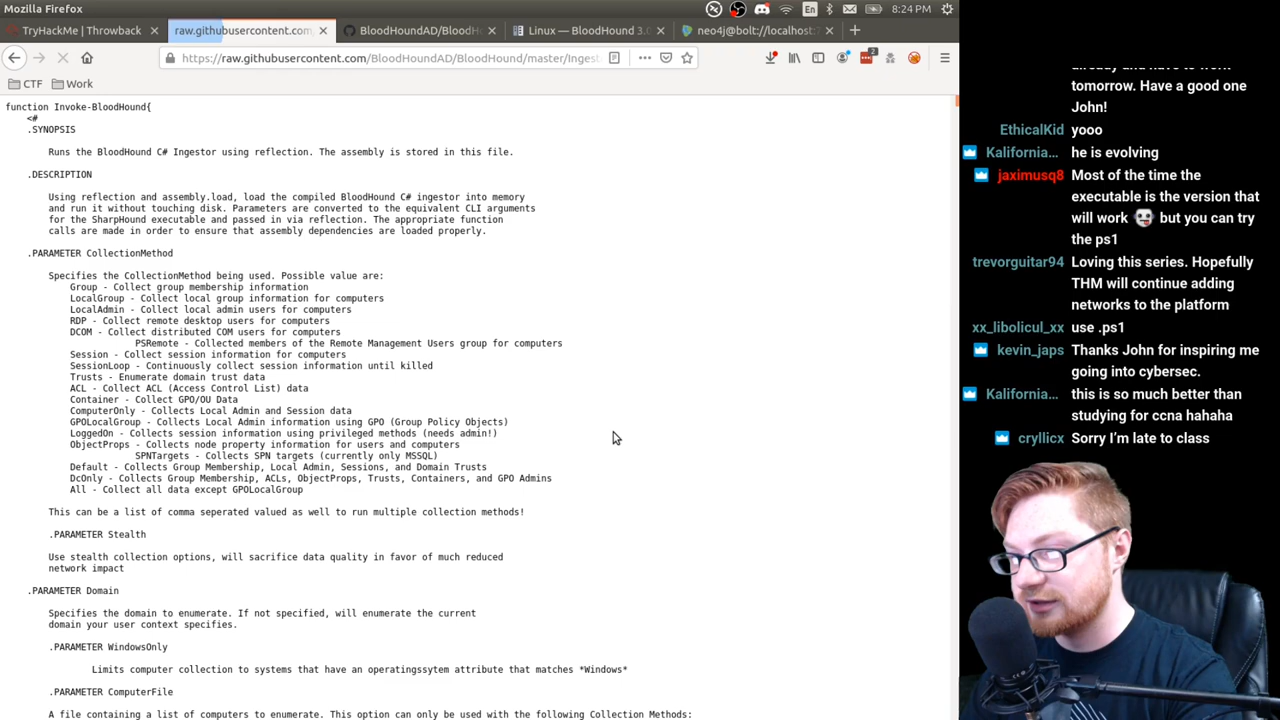 Mozilla Firefox
En
8:24 PM
TryHackMe | Throwback
raw.githubusercontent.com/
BloodHoundAD/BloodH
Linux — BloodHound 3.0.
neo4j@bolt://localhost:7
https://raw.githubusercontent.com/BloodHoundAD/BloodHound/master/Ingest
2
CTF
Work
function Invoke-BloodHound{
<#
.SYNOPSIS
Runs the BloodHound C# Ingestor using reflection. The assembly is stored in this file.
.DESCRIPTION
Using reflection and assembly.load, load the compiled BloodHound C# ingestor into memory
and run it without touching disk. Parameters are converted to the equivalent CLI arguments
for the SharpHound executable and passed in via reflection. The appropriate function
calls are made in order to ensure that assembly dependencies are loaded properly.
.PARAMETER CollectionMethod
Specifies the CollectionMethod being used. Possible value are:
Group - Collect group membership information
LocalGroup - Collect local group information for computers
LocalAdmin - Collect local admin users for computers
RDP - Collect remote desktop users for computers
DCOM - Collect distributed COM users for computers
PSRemote - Collected members of the Remote Management Users group for computers
Session - Collect session information for computers
SessionLoop - Continuously collect session information until killed
Trusts - Enumerate domain trust data
ACL - Collect ACL (Access Control List) data
Container - Collect GPO/OU Data
ComputerOnly - Collects Local Admin and Session data
GPOLocalGroup - Collects Local Admin information using GPO (Group Policy Objects)
LoggedOn - Collects session information using privileged methods (needs admin!)
ObjectProps - Collects node property information for users and computers
SPNTargets - Collects SPN targets (currently only MSSQL)
Default - Collects Group Membership, Local Admin, Sessions, and Domain Trusts
DcOnly - Collects Group Membership, ACLs, ObjectProps, Trusts, Containers, and GPO Admins
All - Collect all data except GPOLocalGroup
This can be a list of comma seperated valued as well to run multiple collection methods!
.PARAMETER Stealth
Use stealth collection options, will sacrifice data quality in favor of much reduced
network impact
.PARAMETER Domain
Specifies the domain to enumerate. If not specified, will enumerate the current
domain your user context specifies.
.PARAMETER WindowsOnly
Limits computer collection to systems that have an operatingssytem attribute that matches *Windows*
.PARAMETER ComputerFile
A file containing a list of computers to enumerate. This option can only be used with the following Collection Methods:
already and have to work
tomorrow. Have a good one
John!
EthicalKid yooo
Kalifornia… he is evolving
jaximusq8 Most of the time the
executable is the version that
will work but you can try
the ps1
trevorguitar94 Loving this series. Hopefully
THM will continue adding
networks to the platform
xx_libolicul_xx use .ps1
kevin_japs Thanks John for inspiring me
going into cybersec.
Kalifornia… this is so much better than
studying for ccna hahaha
cryllicx Sorry I'm late to class